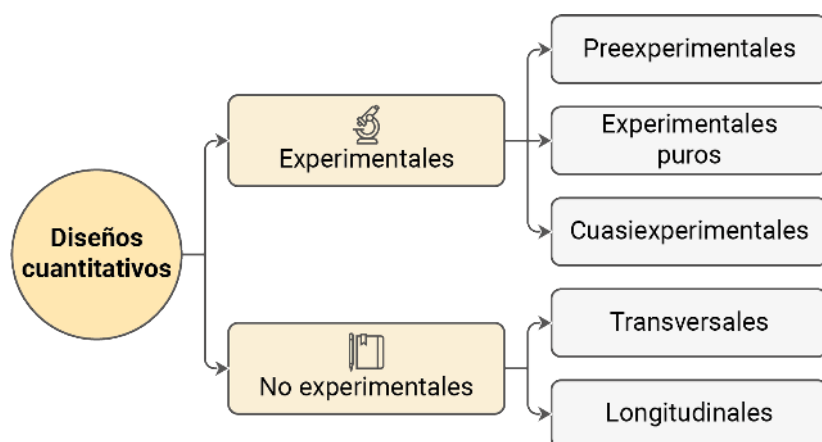 Diseños
cuantitativos
Experimentales
Preexperimentales
Experimentales
puros
Cuasiexperimentales
No experimentales
Transversales
Longitudinales